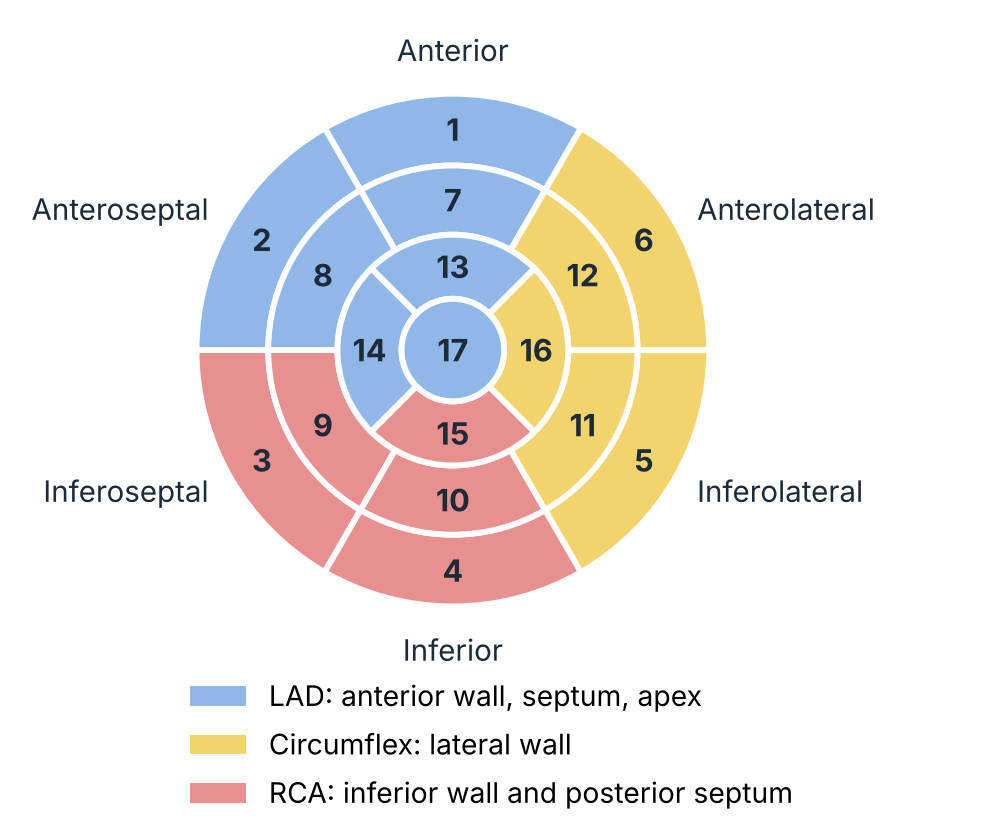 Anterior
1
7
Anteroseptal
Anterolateral
2
6
8
13
12
14
17
16
9
15
11
3
5
Inferoseptal
Inferolateral
10
4
Inferior
LAD: anterior wall, septum, apex
Circumflex: lateral wall
RCA: inferior wall and posterior septum